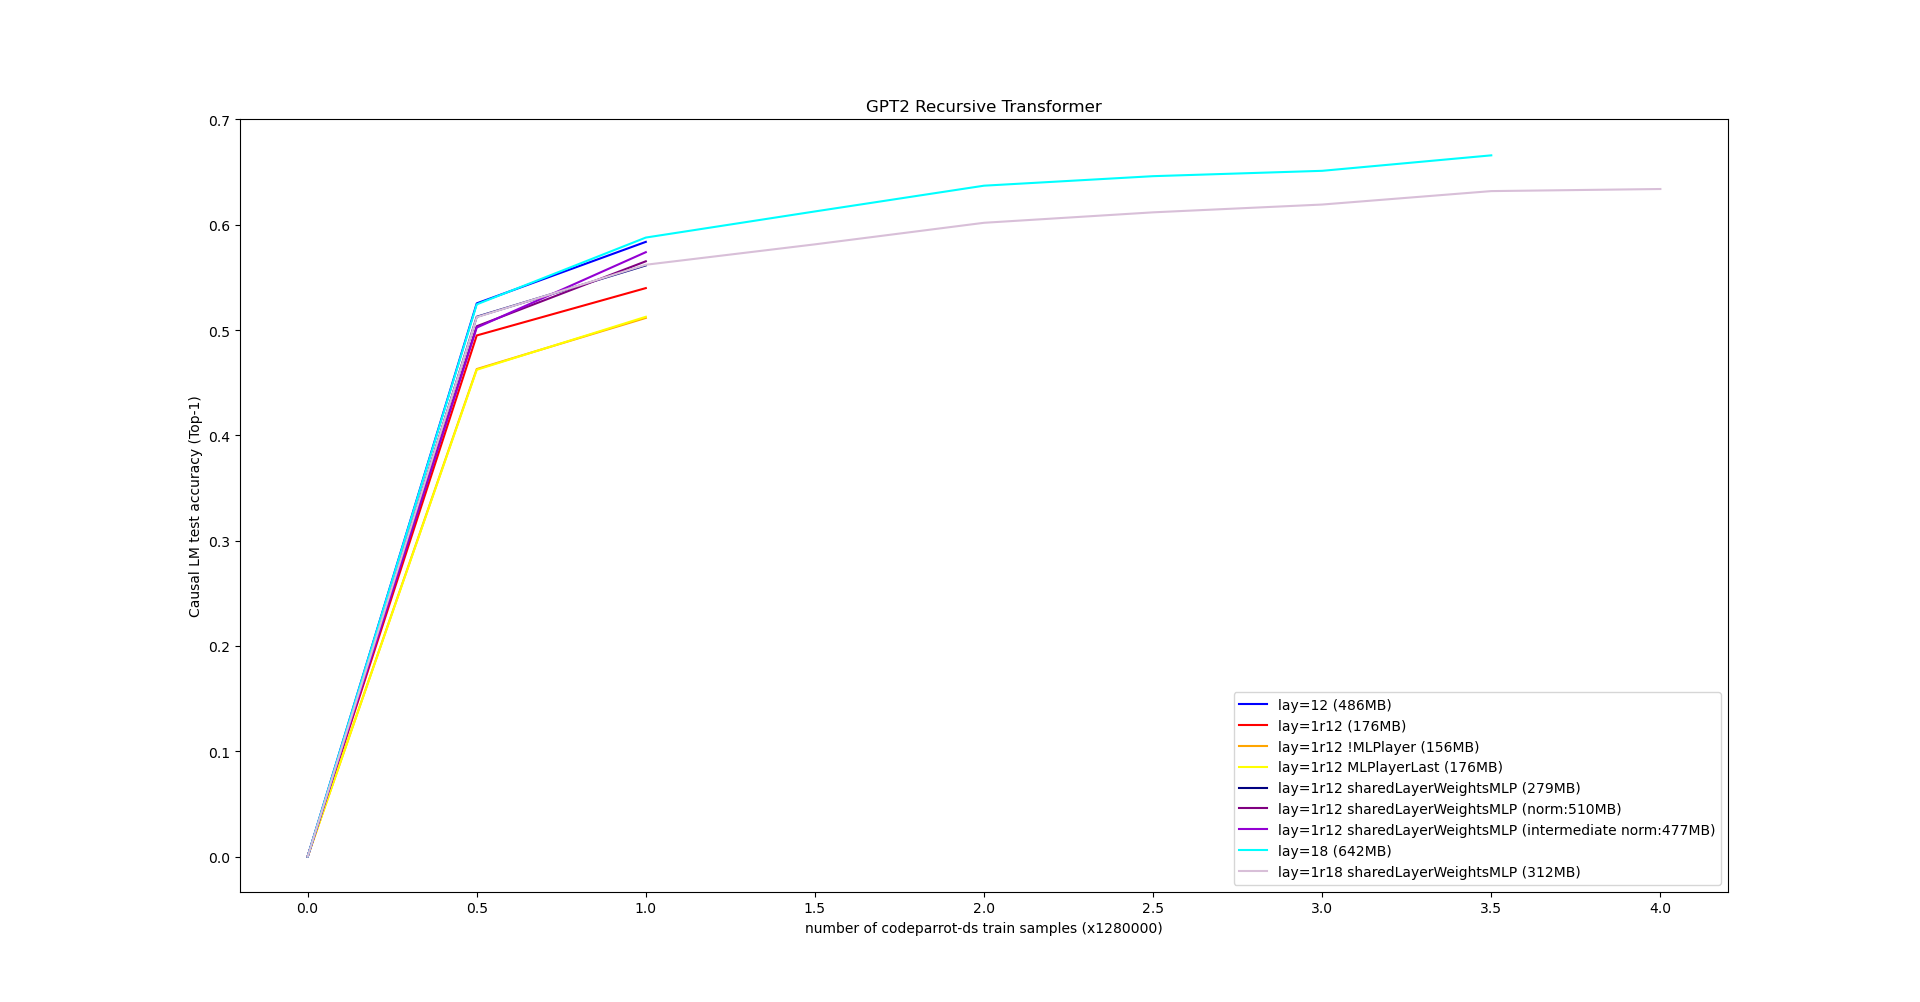 GPT2 Recursive Transformer
0.7
0.6
0.5
0.4
0.3
0.2
0.1
0.0
Causal LM test accuracy (Top-1)
lay=12 (486MB)
lay=1r12 (176MB)
lay=1r12 !MLPlayer (156MB)
lay=1r12 MLPlayerLast (176MB)
lay=1r12 sharedLayerWeightsMLP (279MB)
lay=1r12 sharedLayerWeightsMLP (norm:510MB)
lay=1r12 sharedLayerWeightsMLP (intermediate norm:477MB)
lay=18 (642MB)
lay=1r18 sharedLayerWeightsMLP (312MB)
0.0 0.5 1.0 1.5 2.0 2.5 3.0 3.5 4.0
number of codeparrot-ds train samples (x1280000)